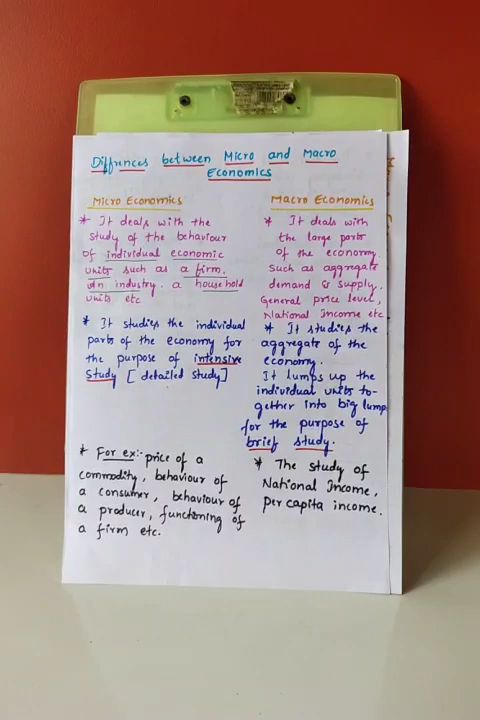 Diffrences between Micro and Macro
Economics
Micro Economics
* It deals with the
study of the behaviour
of individual economic
units such as a firm.
an industry. a household
units etc
* It studies the individual
parts of the economy for
the purpose of intensive
study [detailed study]
* For ex:- price of a
commodity, behaviour of
a consumer, behaviour of
a producer, functioning of
a firm etc.
Macro Economics
* It deals with
the large parts
of the economy.
such as aggregate
demand & supply,
General price level,
National Income etc
* It studies the
aggregate of the
economy.
It lumps up the
individual units to-
gether into big lump
for the purpose of
brief study.
* The study of
National Income,
Per capita income.